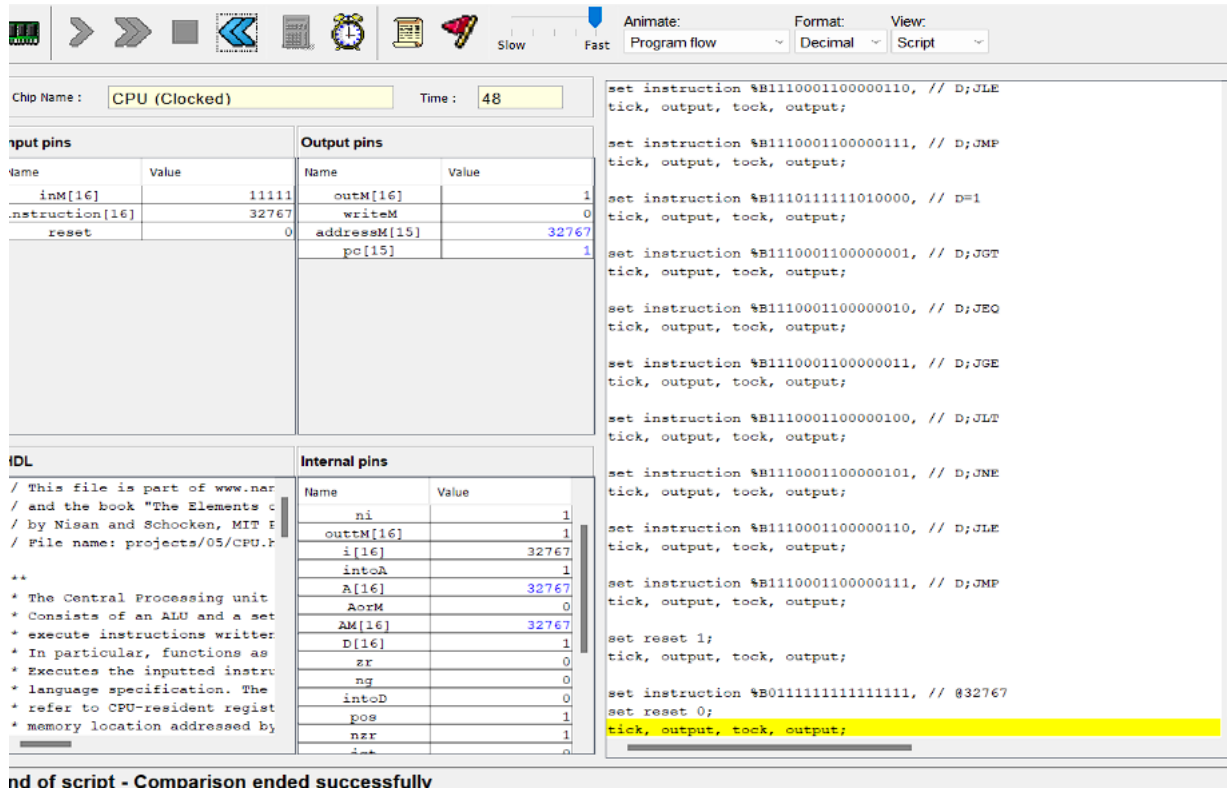 Animate: Format: View:
Slow Fast Program flow Decimal Script
Chip Name : CPU (Clocked) Time : 48
nput pins
Name Value
inM[16] 11111
nstruction[16] 32767
reset 0
Output pins
Name Value
outM[16] 1
writeM 0
addressM[15] 32767
pc[15] 1
HDL
/ This file is part of www.nan
/ and the book "The Elements o
/ by Nisan and Schocken, MIT P
/ File name: projects/05/CPU.h
**
* The Central Processing unit
* Consists of an ALU and a set
* execute instructions written
* In particular, functions as
* Executes the inputted instru
* language specification. The
* refer to CPU-resident regist
* memory location addressed by
Internal pins
Name Value
ni 1
outtM[16] 1
i[16] 32767
intoA 1
A[16] 32767
AorM 0
AM[16] 32767
D[16] 1
zr 0
ng 0
intoD 0
pos 1
nzr 1
set instruction %B1110001100000110, // D;JLE
tick, output, tock, output;
set instruction %B1110001100000111, // D;JMP
tick, output, tock, output;
set instruction %B1110111111010000, // D=1
tick, output, tock, output;
set instruction %B1110001100000001, // D;JGT
tick, output, tock, output;
set instruction %B1110001100000010, // D;JEQ
tick, output, tock, output;
set instruction %B1110001100000011, // D;JGE
tick, output, tock, output;
set instruction %B1110001100000100, // D;JLT
tick, output, tock, output;
set instruction %B1110001100000101, // D;JNE
tick, output, tock, output;
set instruction %B1110001100000110, // D;JLE
tick, output, tock, output;
set instruction %B1110001100000111, // D;JMP
tick, output, tock, output;
set reset 1;
tick, output, tock, output;
set instruction %B0111111111111111, // @32767
set reset 0;
tick, output, tock, output;
nd of script - Comparison ended successfully